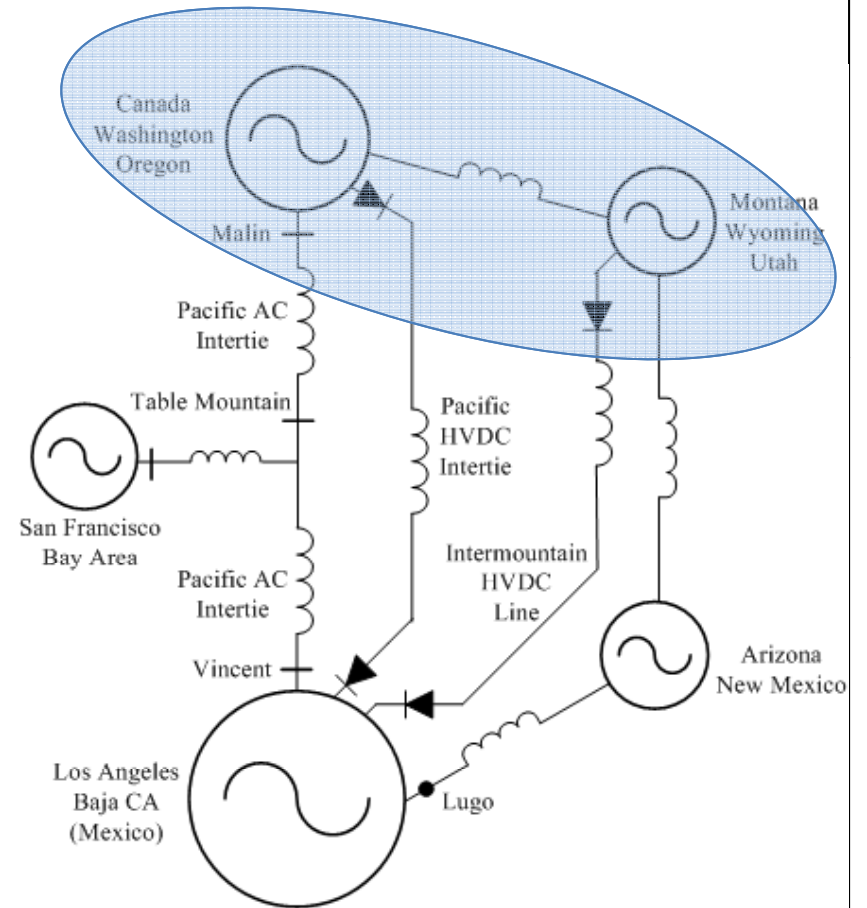 Canada
Washington
Oregon
Montana
Wyoming
Utah
Malin
Pacific AC
Intertie
Table Mountain
Pacific
HVDC
Intertie
San Francisco
Bay Area
Intermountain
HVDC
Line
Pacific AC
Intertie
Vincent
Arizona
New Mexico
Los Angeles
Baja CA
(Mexico)
Lugo